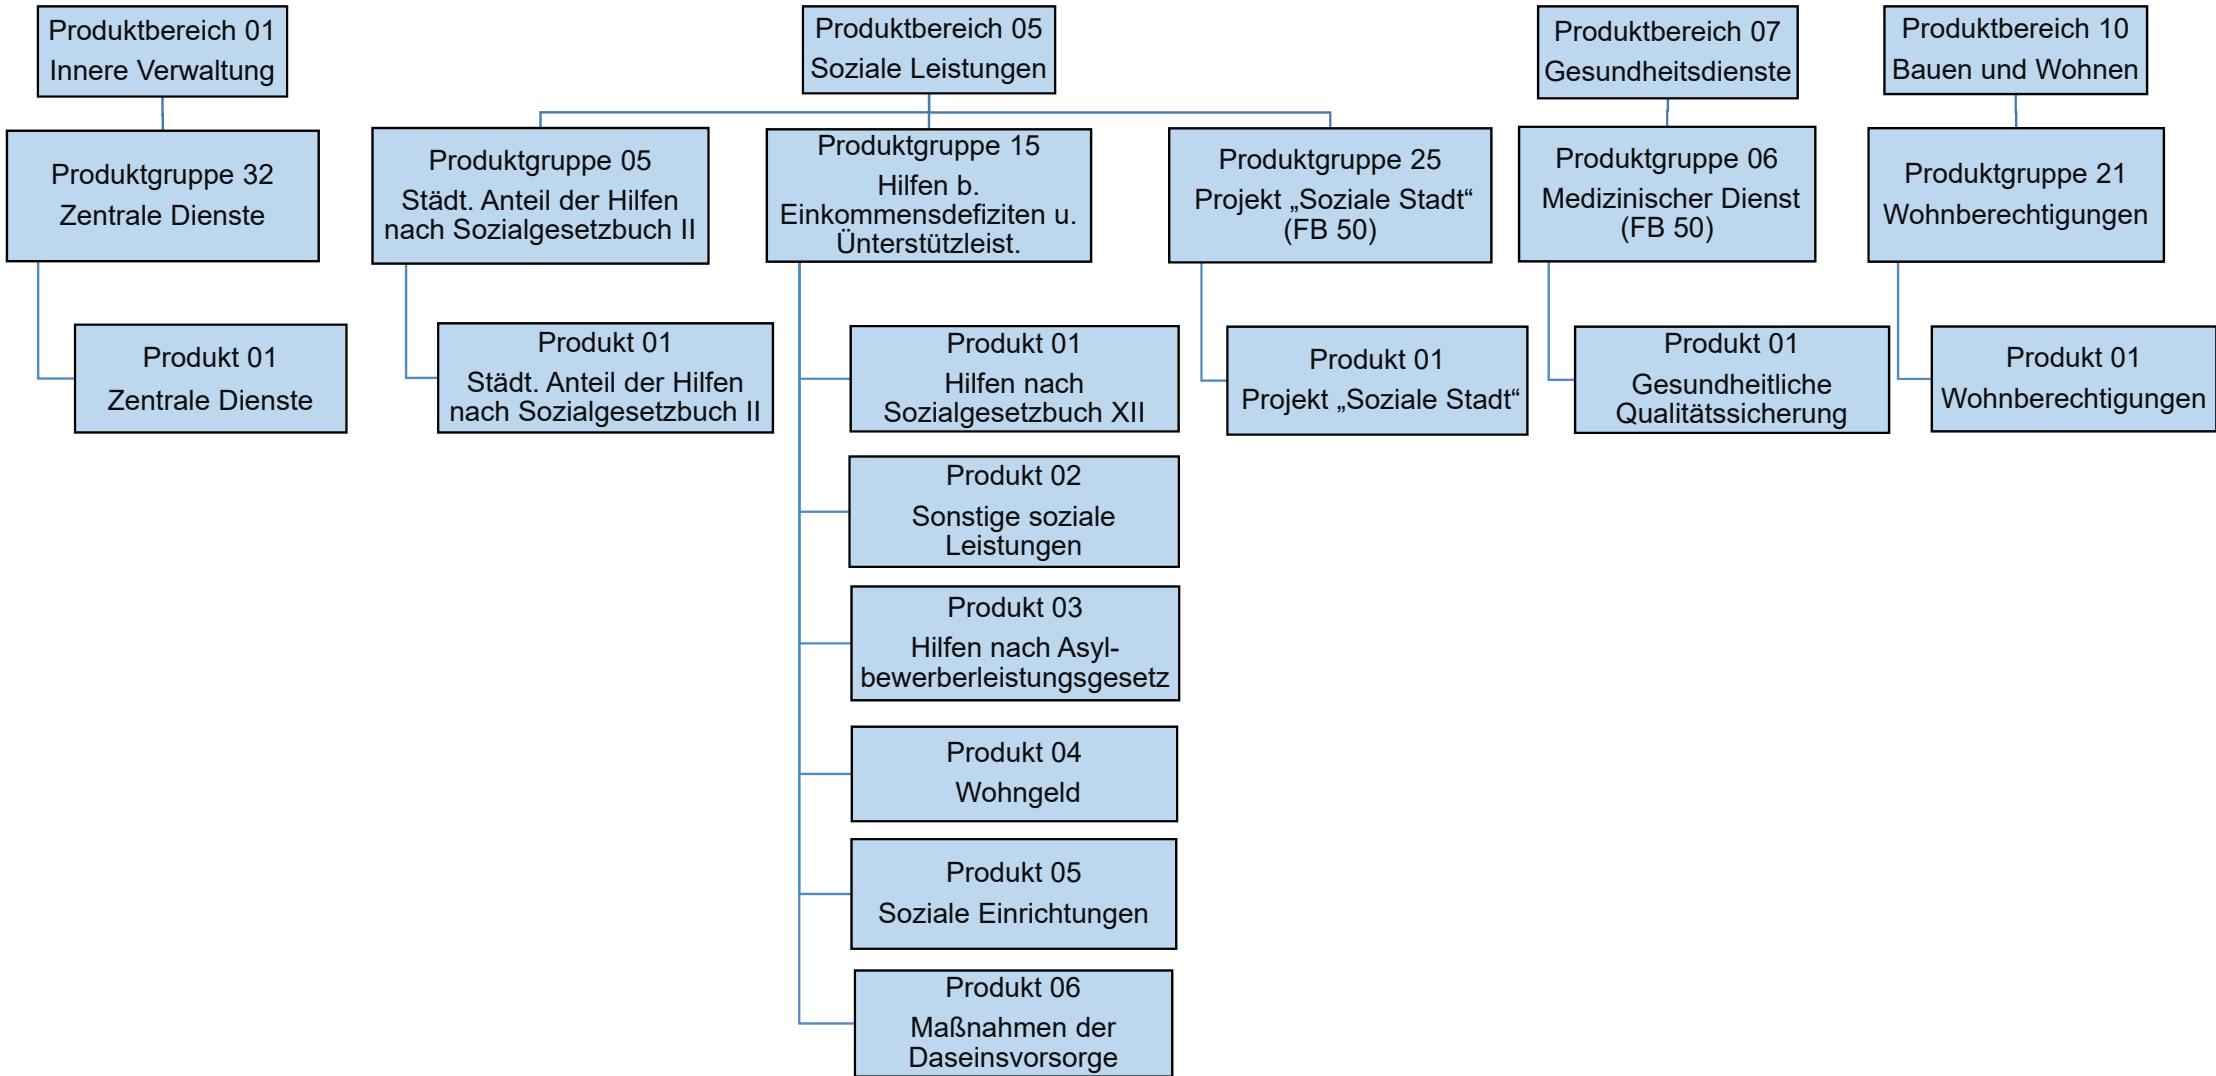 Produktbereich 01
Innere Verwaltung
Produktbereich 05
Soziale Leistungen
Produktbereich 07
Gesundheitsdienste
Produktbereich 10
Bauen und Wohnen
Produktgruppe 32
Zentrale Dienste
Produktgruppe 05
Städt. Anteil der Hilfen
nach Sozialgesetzbuch II
Produktgruppe 15
Hilfen b.
Einkommensdefiziten u.
Ünterstützleist.
Produktgruppe 25
Projekt „Soziale Stadt“
(FB 50)
Produktgruppe 06
Medizinischer Dienst
(FB 50)
Produktgruppe 21
Wohnberechtigungen
Produkt 01
Zentrale Dienste
Produkt 01
Städt. Anteil der Hilfen
nach Sozialgesetzbuch II
Produkt 01
Hilfen nach
Sozialgesetzbuch XII
Produkt 01
Projekt „Soziale Stadt“
Produkt 01
Gesundheitliche
Qualitätssicherung
Produkt 01
Wohnberechtigungen
Produkt 02
Sonstige soziale
Leistungen
Produkt 03
Hilfen nach Asyl-
bewerberleistungsgesetz
Produkt 04
Wohngeld
Produkt 05
Soziale Einrichtungen
Produkt 06
Maßnahmen der
Daseinsvorsorge